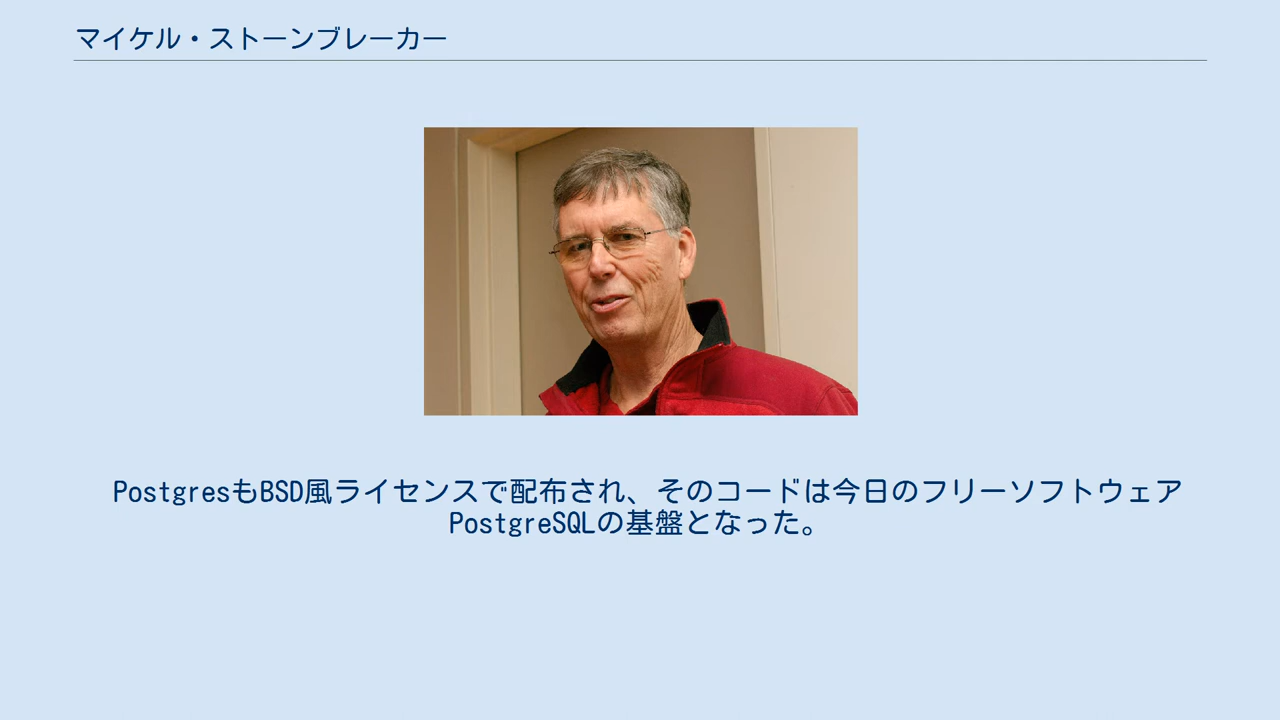 マイケル・ストーンブレーカー
PostgresもBSD風ライセンスで配布され、そのコードは今日のフリーソフトウェア
PostgreSQLの基盤となった。